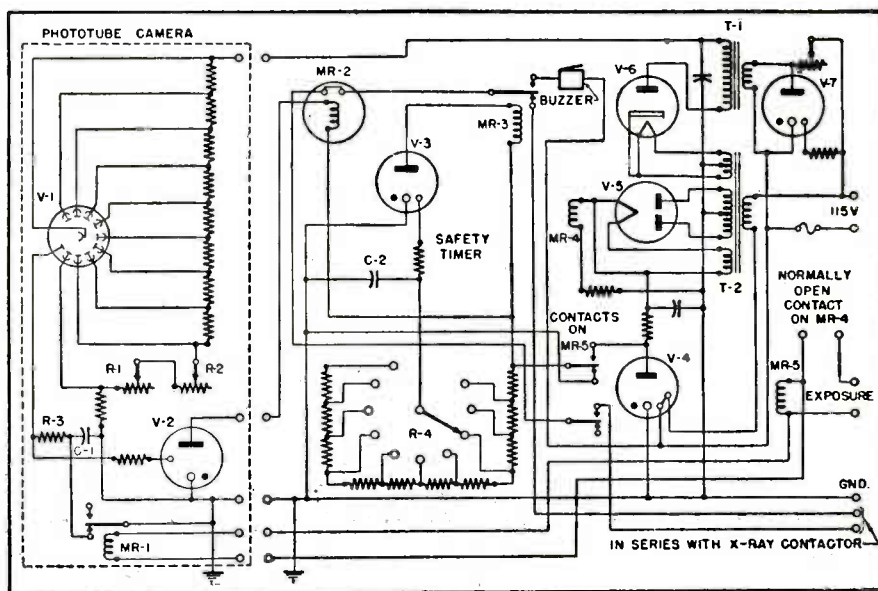 PHOTOTUBE CAMERA
T-1
MR-2
V-6
V-7
BUZZER
V-3
MR-3
V-1
V-5
115V
MR-4
SAFETY
TIMER
C-2
T-2
NORMALLY
OPEN
CONTACT
ON MR-4
CONTACTS
ON
MR-5
R-1
R-2
V-4
MR-5
EXPOSURE
R-3
C-1
V-2
R-4
GND.
MR-1
IN SERIES WITH X-RAY CONTACTOR